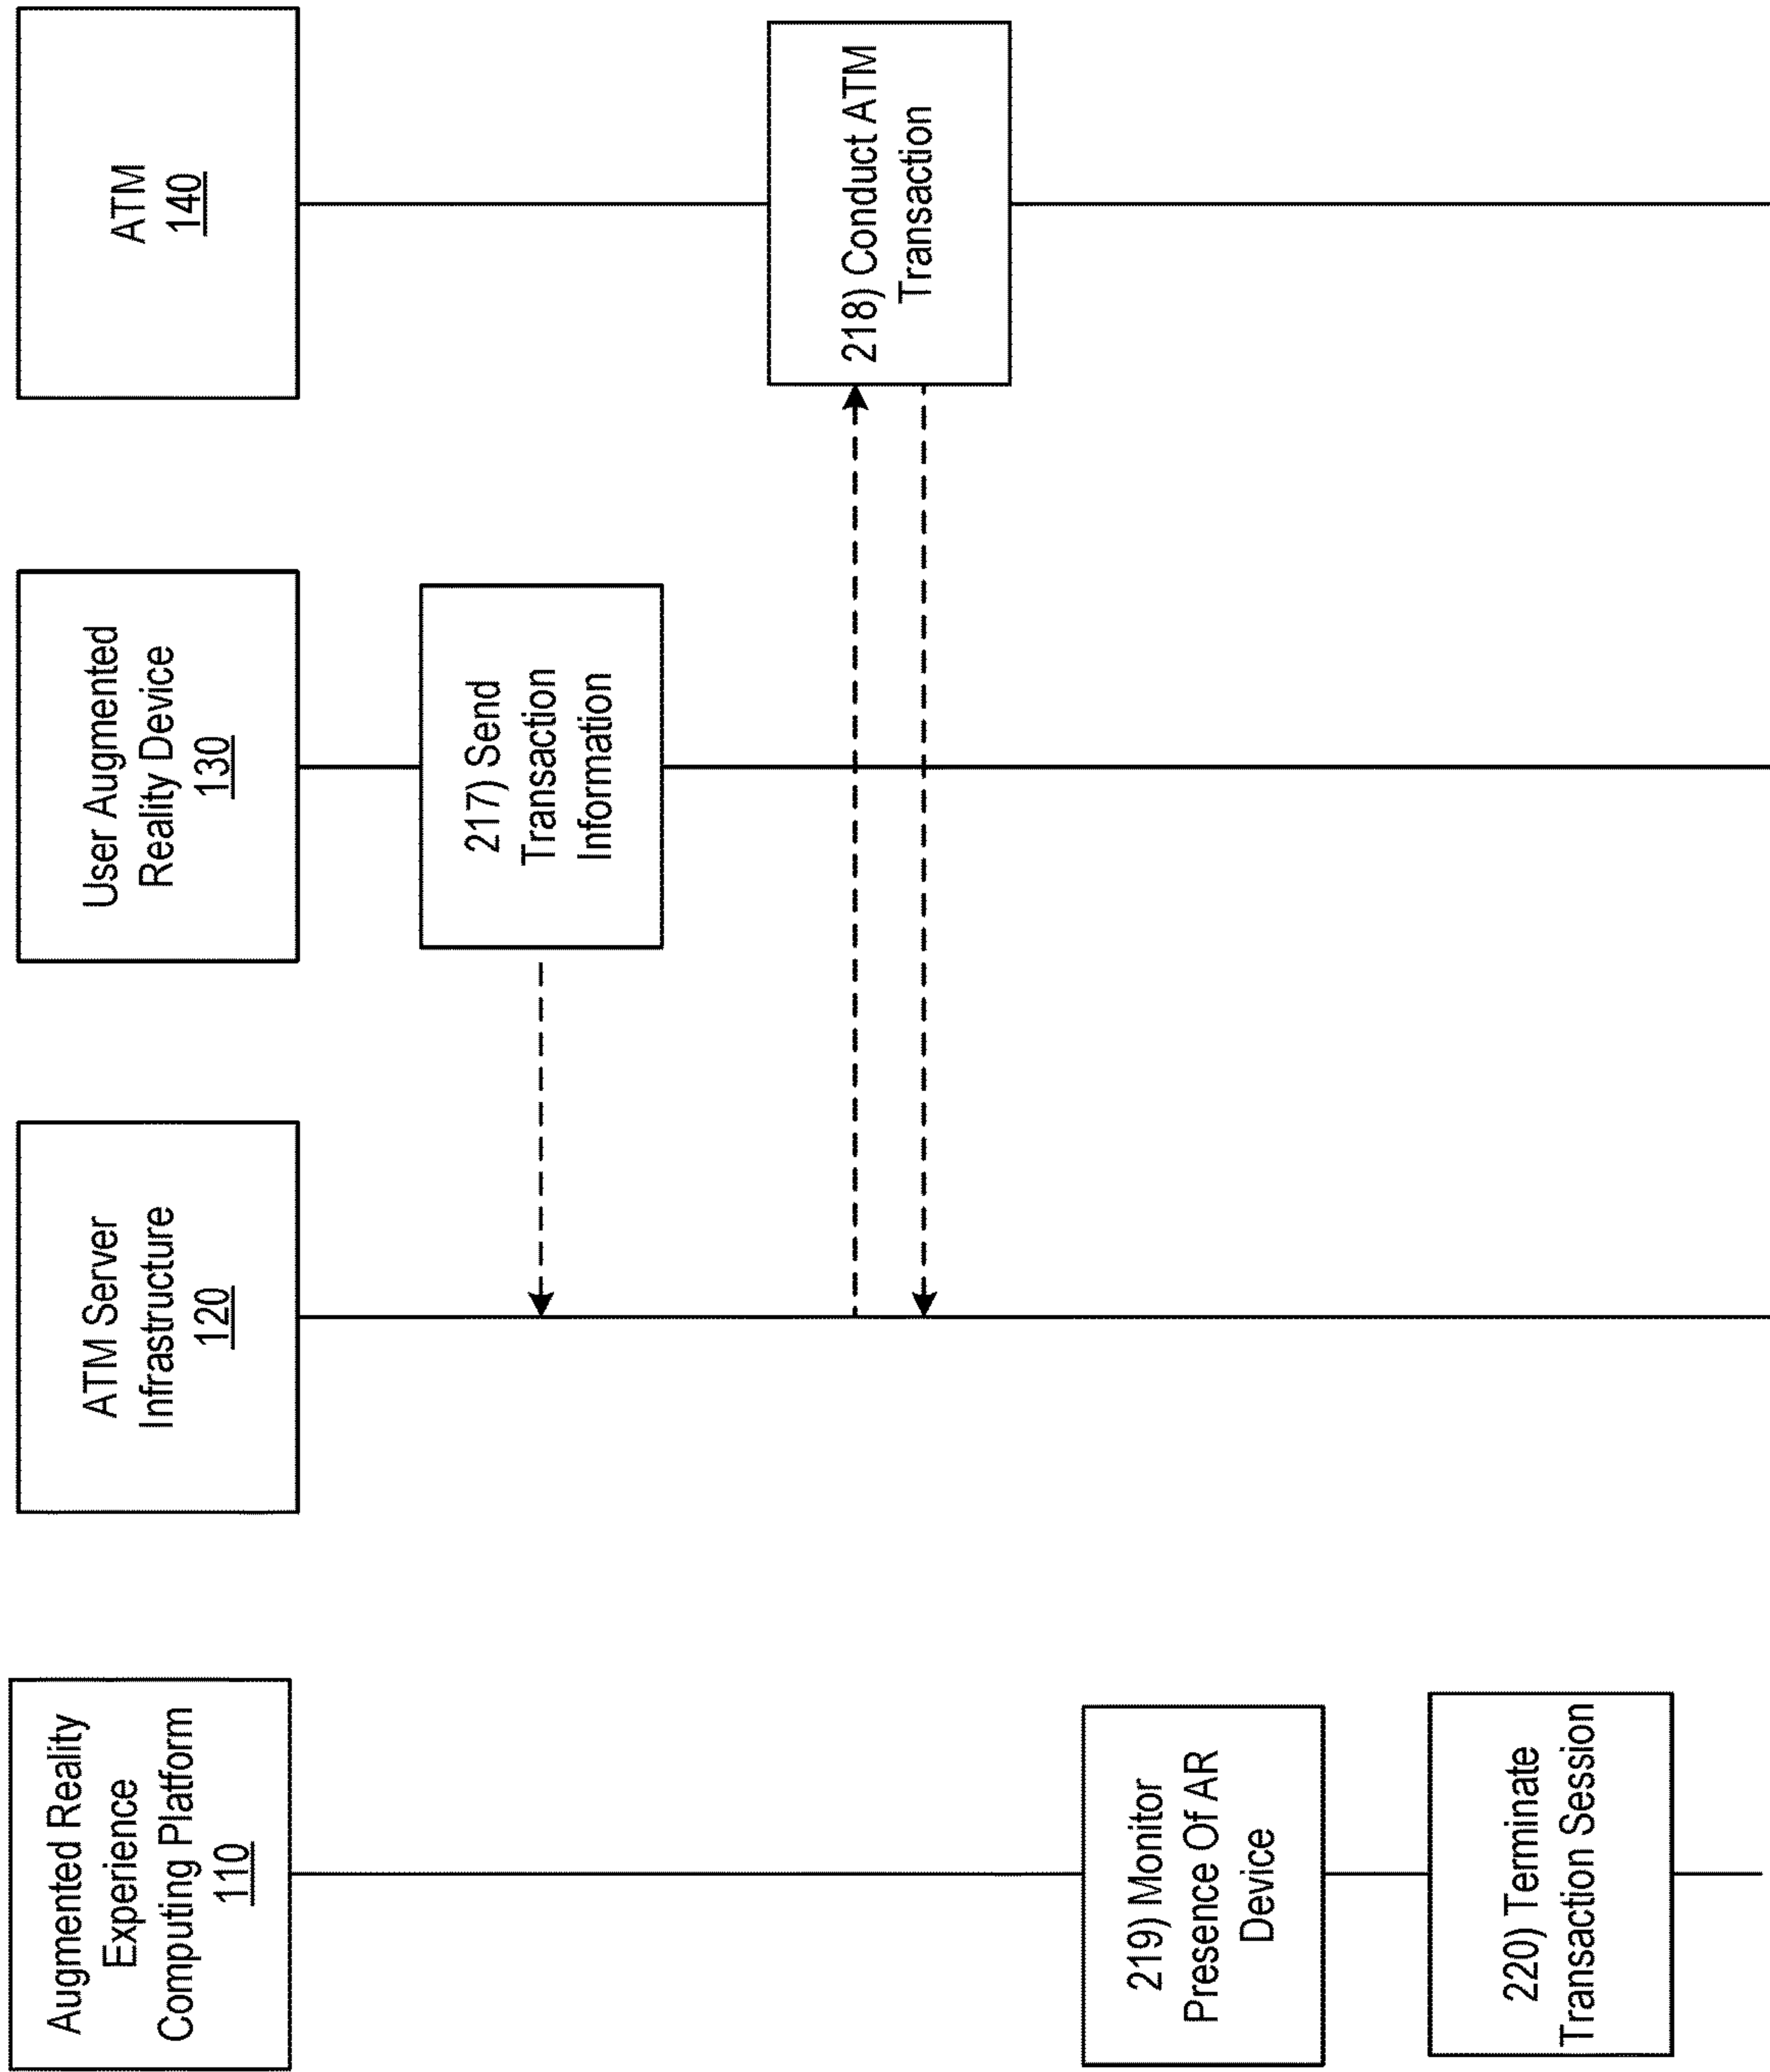 Augmented Reality
Experience
Computing Platform
110
ATM Server
Infrastructure
120
User Augmented
Reality Device
130
ATM
140
217) Send
Transaction
Information
218) Conduct ATM
Transaction
219) Monitor
Presence Of AR
Device
220) Terminate
Transaction Session